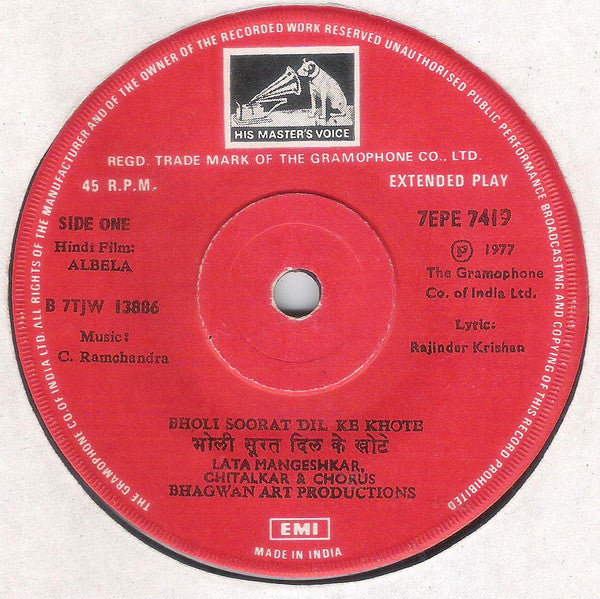 THE GRAMOPHONE CO OF INDIA LTD ALL RIGHTS OF THE MANUFACTURER AND OF THE OWNER OF THE RECORDED WORK RESERVED UNAUTHORISED PUBLIC PERFORMANCE BROADCASTING AND COPYING OF THIS RECORD PROHIBITED
HIS MASTER'S VOICE
REGD. TRADE MARK OF THE GRAMOPHONE CO., LTD.
45 R.P.M. EXTENDED PLAY
SIDE ONE 7EPE 7419
Hindi Film: Ⓟ 1977
ALBELA The Gramophone
Co. of India Ltd.
B 7TJW 13886
Music: Lyric:
C. Ramchandra Rajinder Krishan
BHOLI SOORAT DIL KE KHOTE
भोली सूरत दिल के खोटे
LATA MANGESHKAR,
CHITALKAR & CHORUS
BHAGWAN ART PRODUCTIONS
EMI
MADE IN INDIA